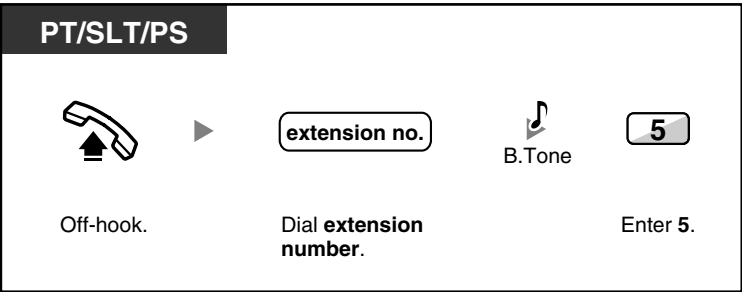 PT/SLT/PS
extension no.
B.Tone
5
Off-hook.
Dial extension
number.
Enter 5.